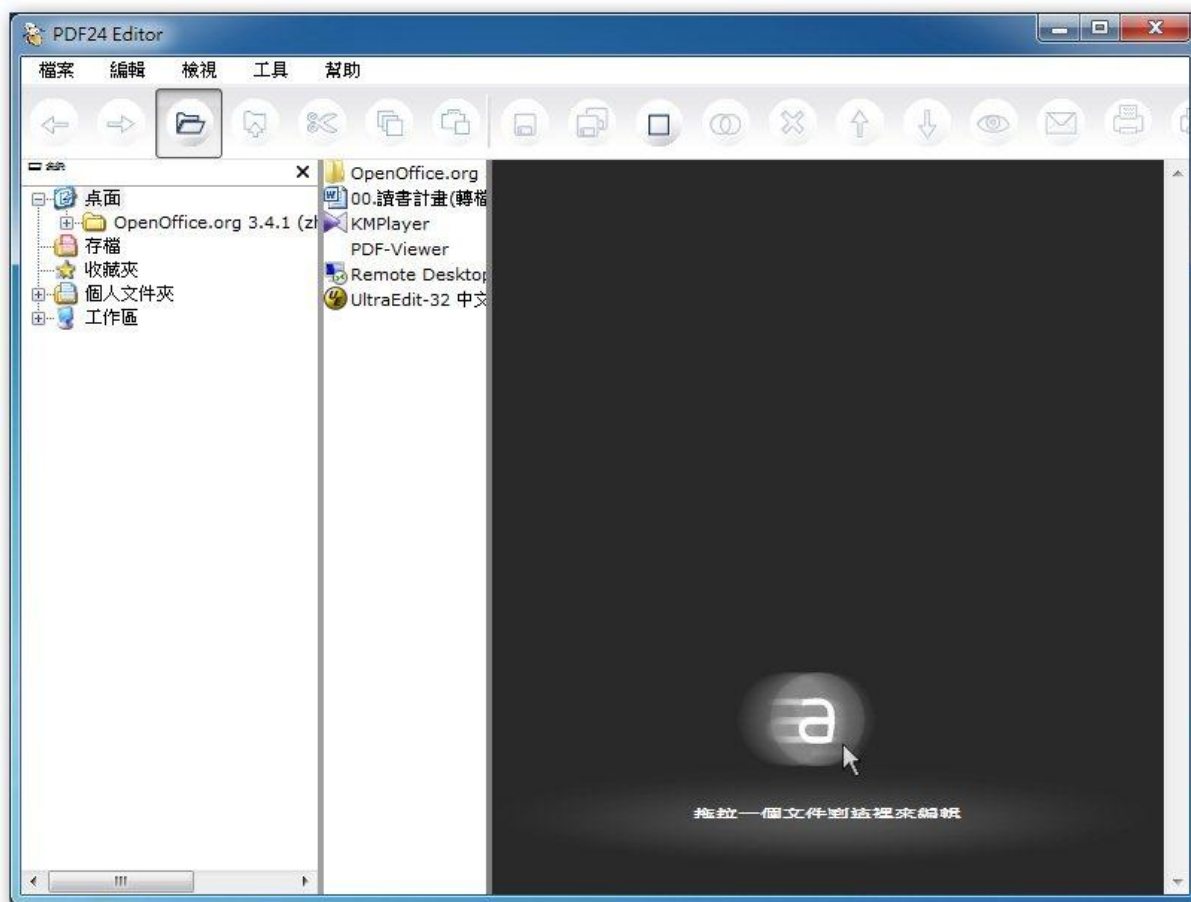 PDF24 Editor
檔案 編輯 檢視 工具 幫助
桌面
OpenOffice.org 3.4.1 (zh
存檔
收藏夾
個人文件夾
工作區
OpenOffice.org
00.讀書計畫(轉檔
KMPlayer
PDF-Viewer
Remote Desktop
UltraEdit-32 中文
a
拖拉一個文件到這裡來編輯